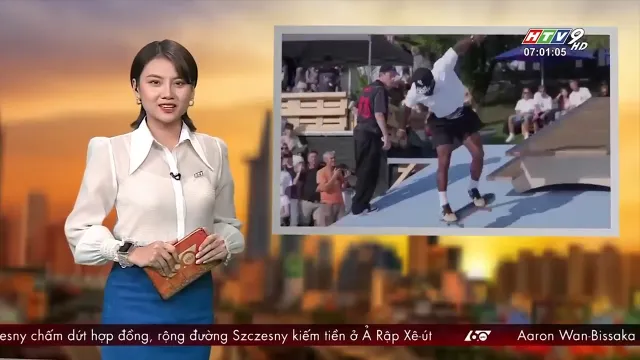 HTV9 HD
07:01:05
esny chấm dứt hợp đồng, rộng đường Szczesny kiếm tiền ở Ả Rập Xê-út
60
Aaron Wan-Bissaka